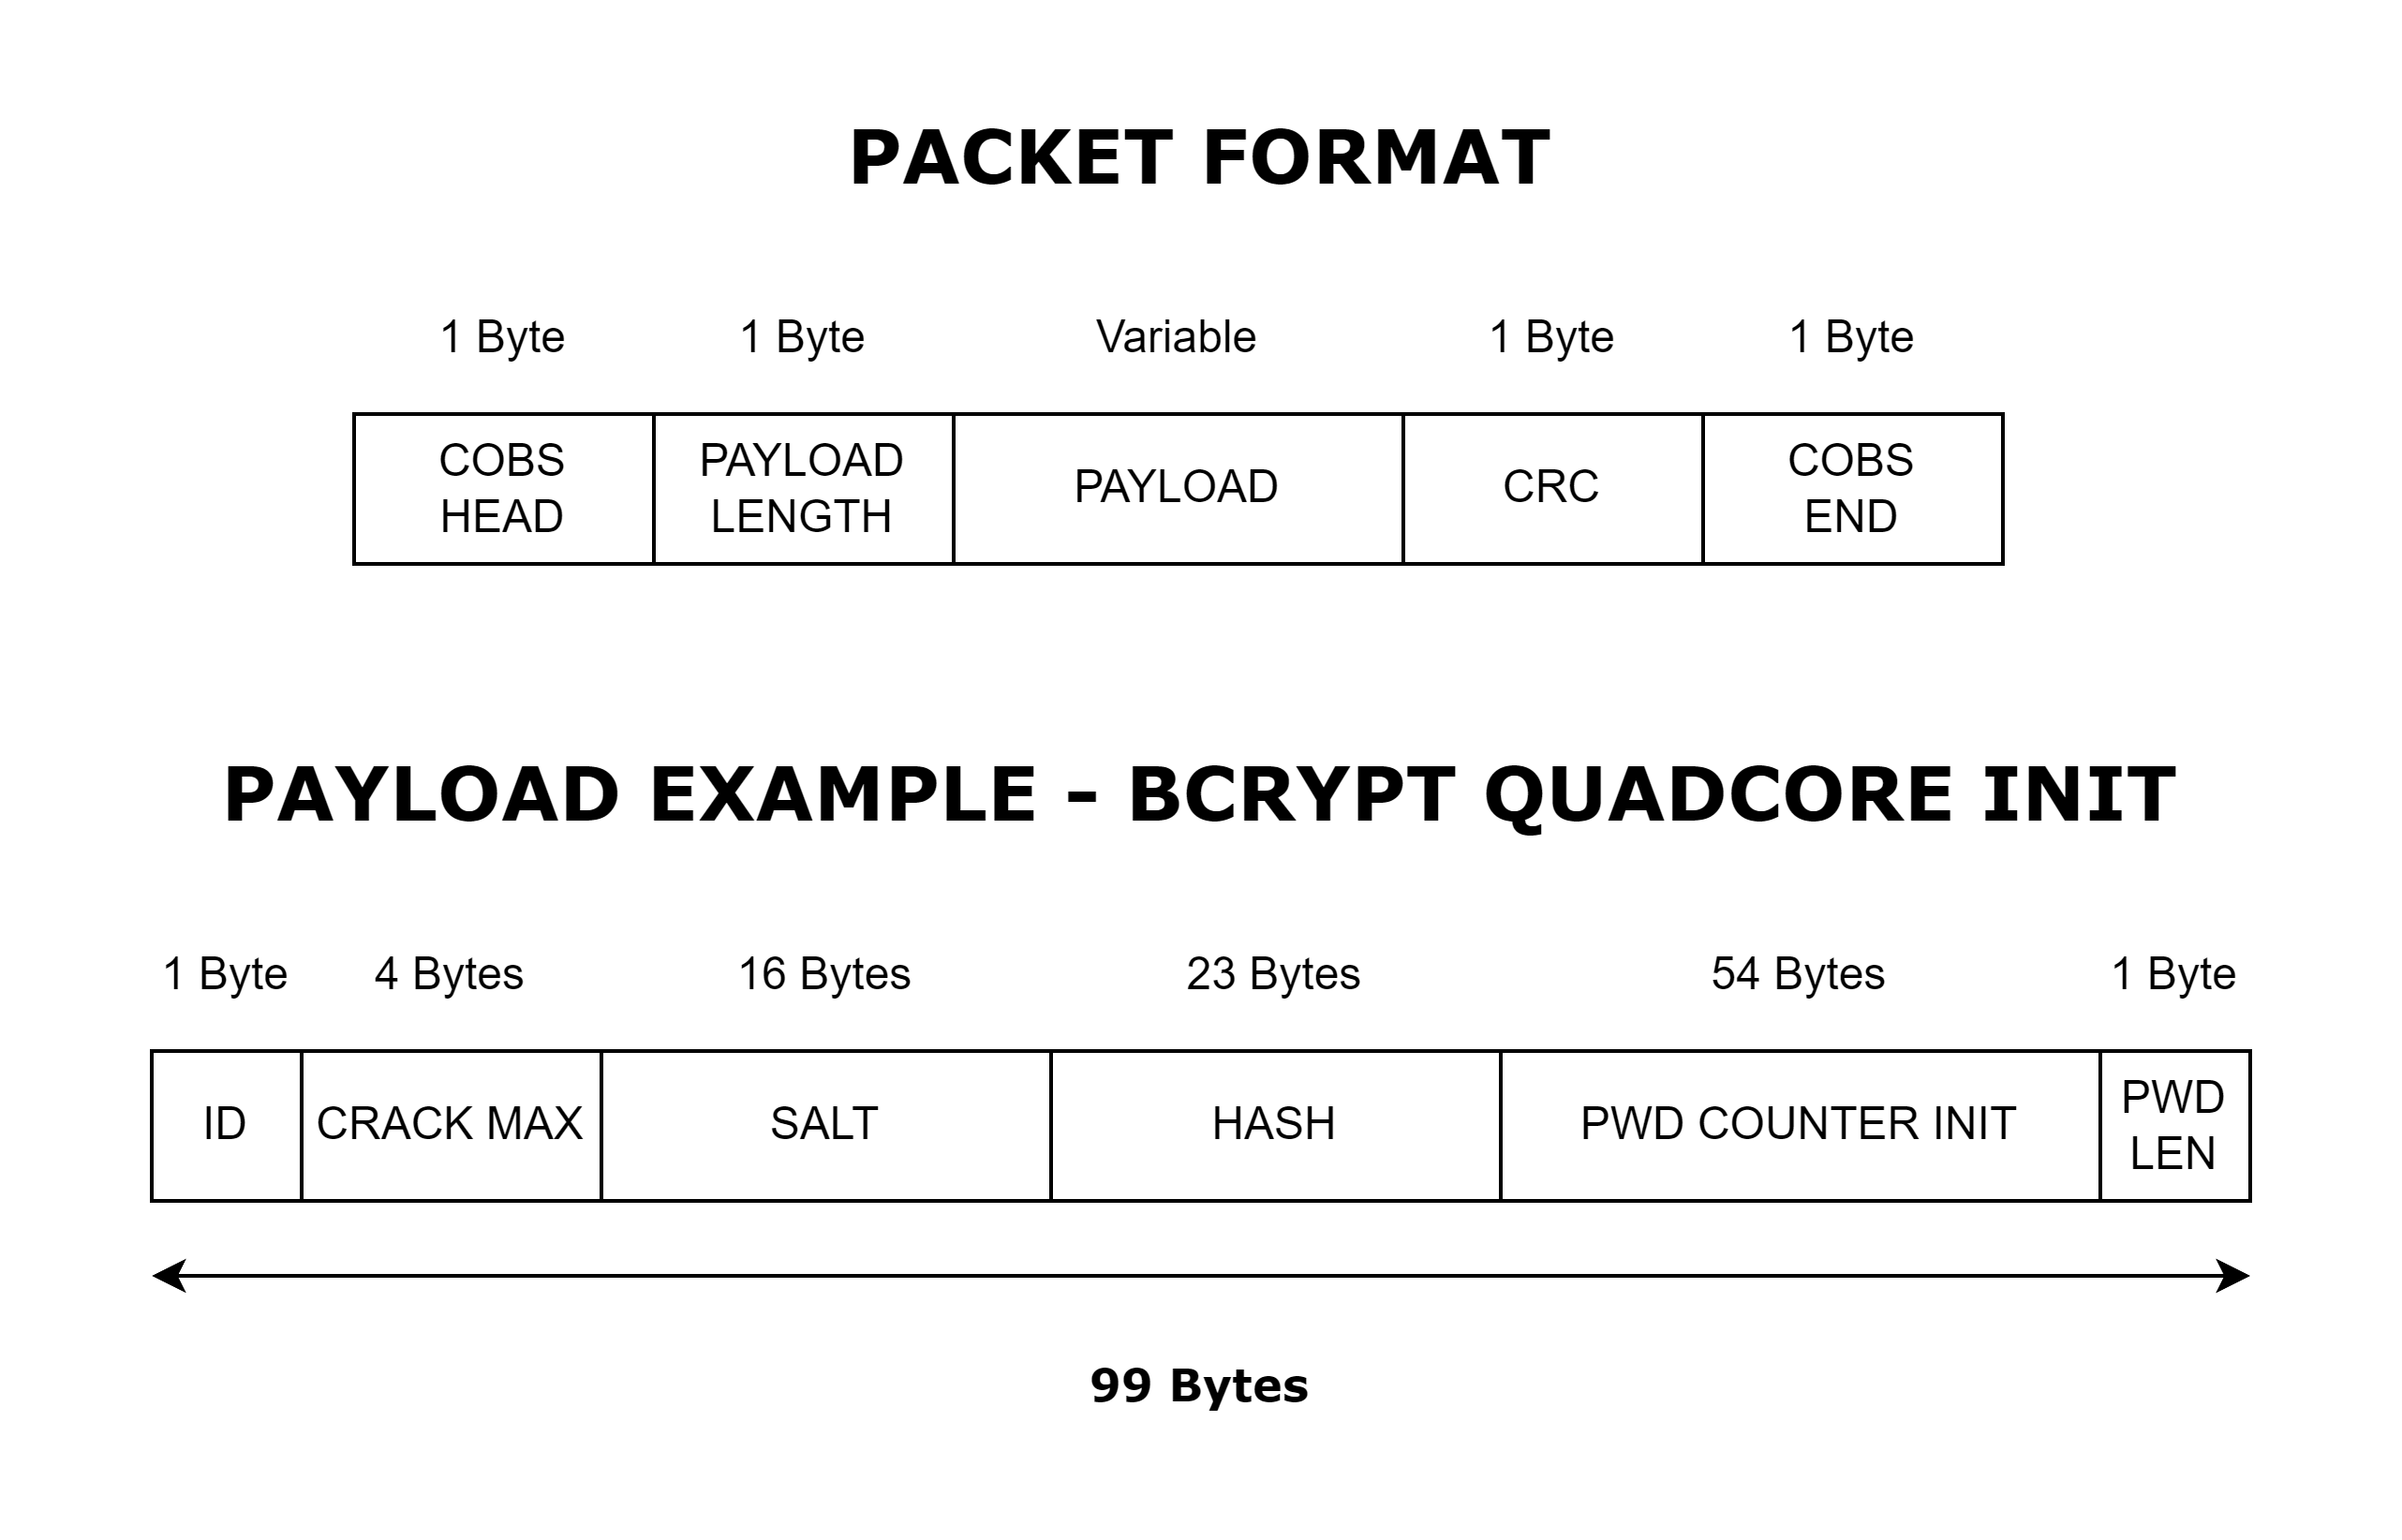 PACKET FORMAT
1 Byte 1 Byte Variable 1 Byte 1 Byte
COBS HEAD
PAYLOAD LENGTH
PAYLOAD
CRC
COBS END
PAYLOAD EXAMPLE - BCRYPT QUADCORE INIT
1 Byte 4 Bytes 16 Bytes 23 Bytes 54 Bytes 1 Byte
ID
CRACK MAX
SALT
HASH
PWD COUNTER INIT
PWD LEN
99 Bytes